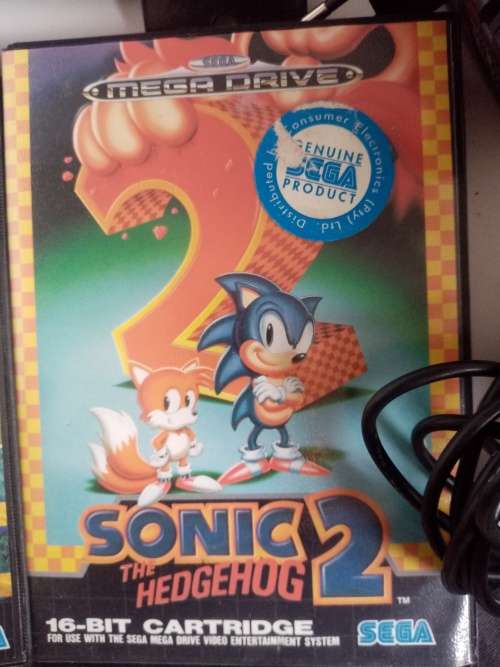 SEGA
MEGA DRIVE
2
Distributed by Consumer Electronics (Pty) Ltd.
GENUINE
SEGA
PRODUCT
SONIC
THE
HEDGEHOG
2
TM
16-BIT CARTRIDGE
FOR USE WITH THE SEGA MEGA DRIVE VIDEO ENTERTAINMENT SYSTEM
SEGA